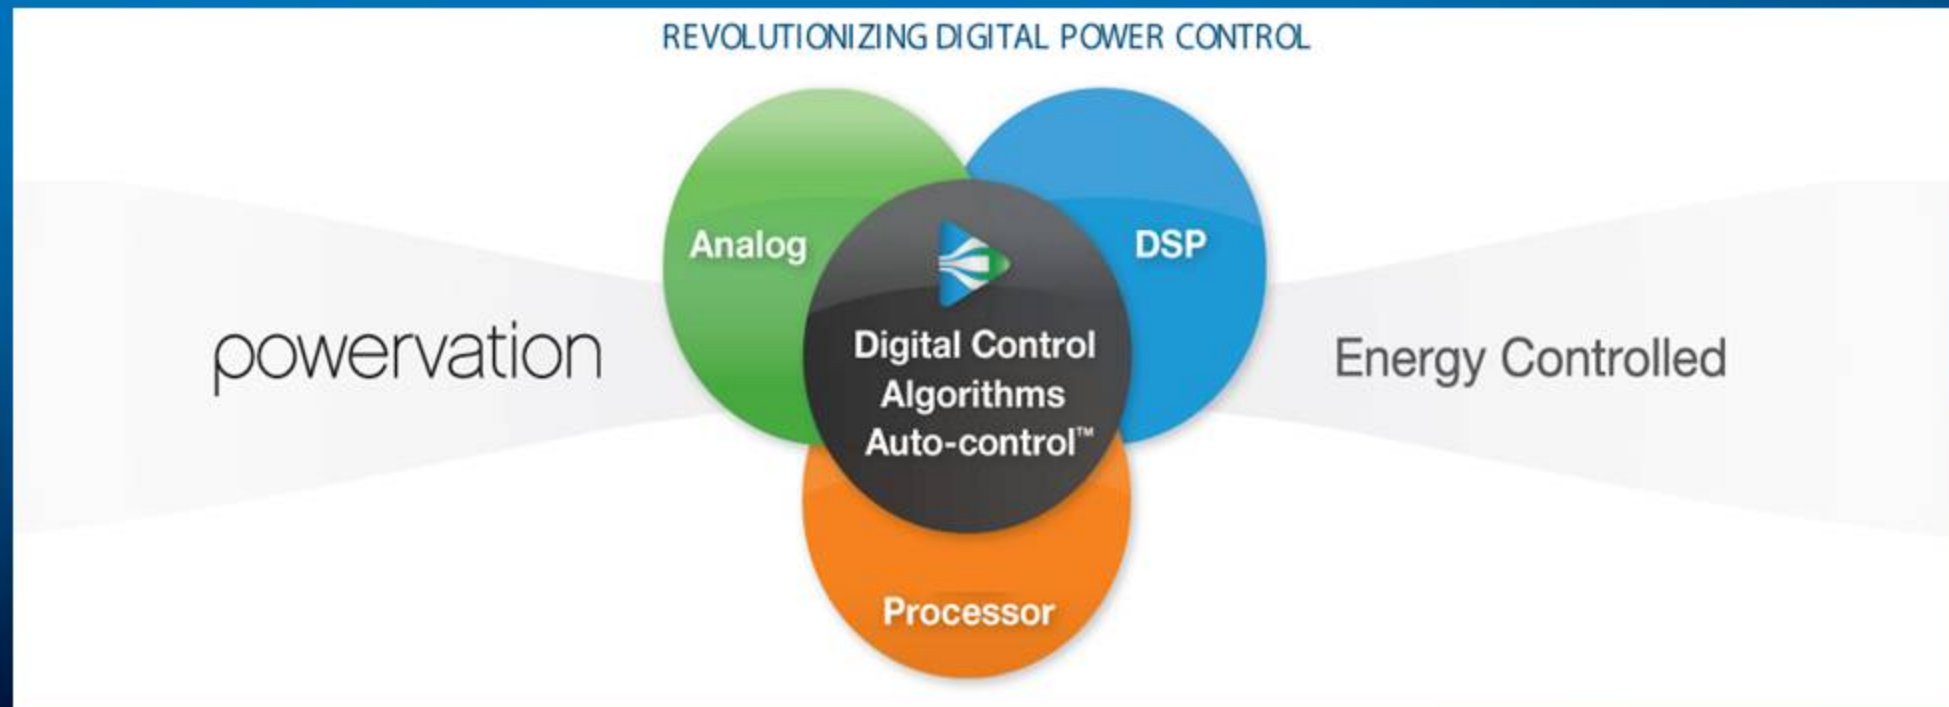 REVOLUTIONIZING DIGITAL POWER CONTROL
Analog
DSP
powervation
Digital Control
Algorithms
Auto-control™
Energy Controlled
Processor